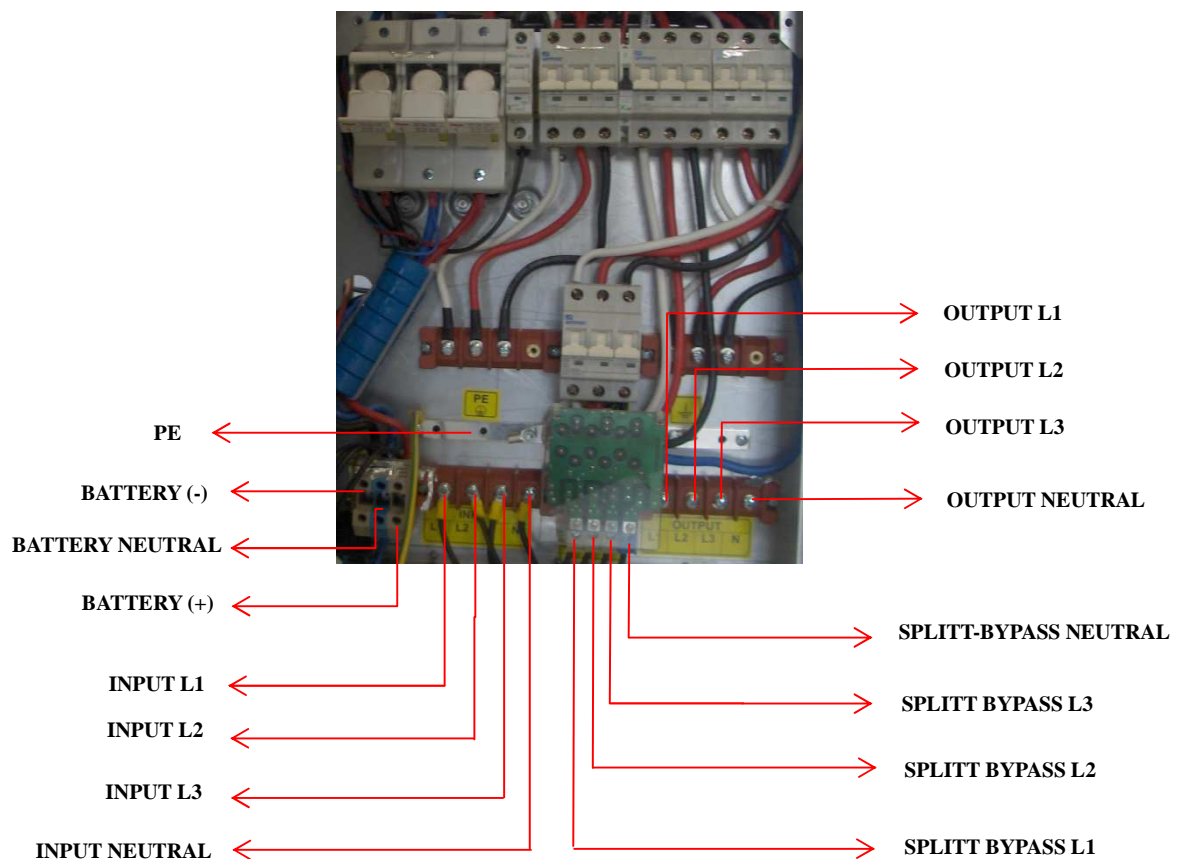 OUTPUT L1
OUTPUT L2
PE
OUTPUT L3
PE
BATTERY (-)
OUTPUT NEUTRAL
L2
N
OUTPUT
L1 L2 L3 N
BATTERY NEUTRAL
BATTERY (+)
SPLITT-BYPASS NEUTRAL
INPUT L1
SPLITT BYPASS L3
INPUT L2
SPLITT BYPASS L2
INPUT L3
SPLITT BYPASS L1
INPUT NEUTRAL